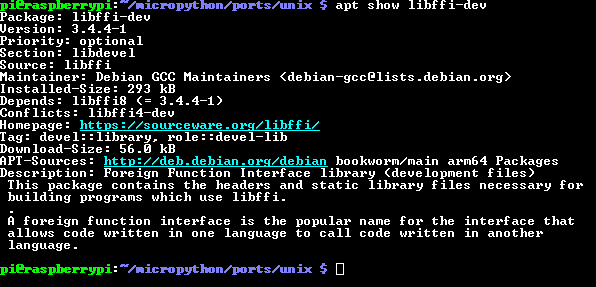 pi@raspberrypi:~/micropython/ports/unix $ apt show libffi-dev
Package: libffi-dev
Version: 3.4.4-1
Priority: optional
Section: libdevel
Source: libffi
Maintainer: Debian GCC Maintainers <debian-gcc@lists.debian.org>
Installed-Size: 293 kB
Depends: libffi8 (= 3.4.4-1)
Conflicts: libffi4-dev
Homepage: https://sourceware.org/libffi/
Tag: devel::library, role::devel-lib
Download-Size: 56.0 kB
APT-Sources: http://deb.debian.org/debian bookworm/main arm64 Packages
Description: Foreign Function Interface library (development files)
 This package contains the headers and static library files necessary for
 building programs which use libffi.
 .
 A foreign function interface is the popular name for the interface that
 allows code written in one language to call code written in another
 language.
pi@raspberrypi:~/micropython/ports/unix $